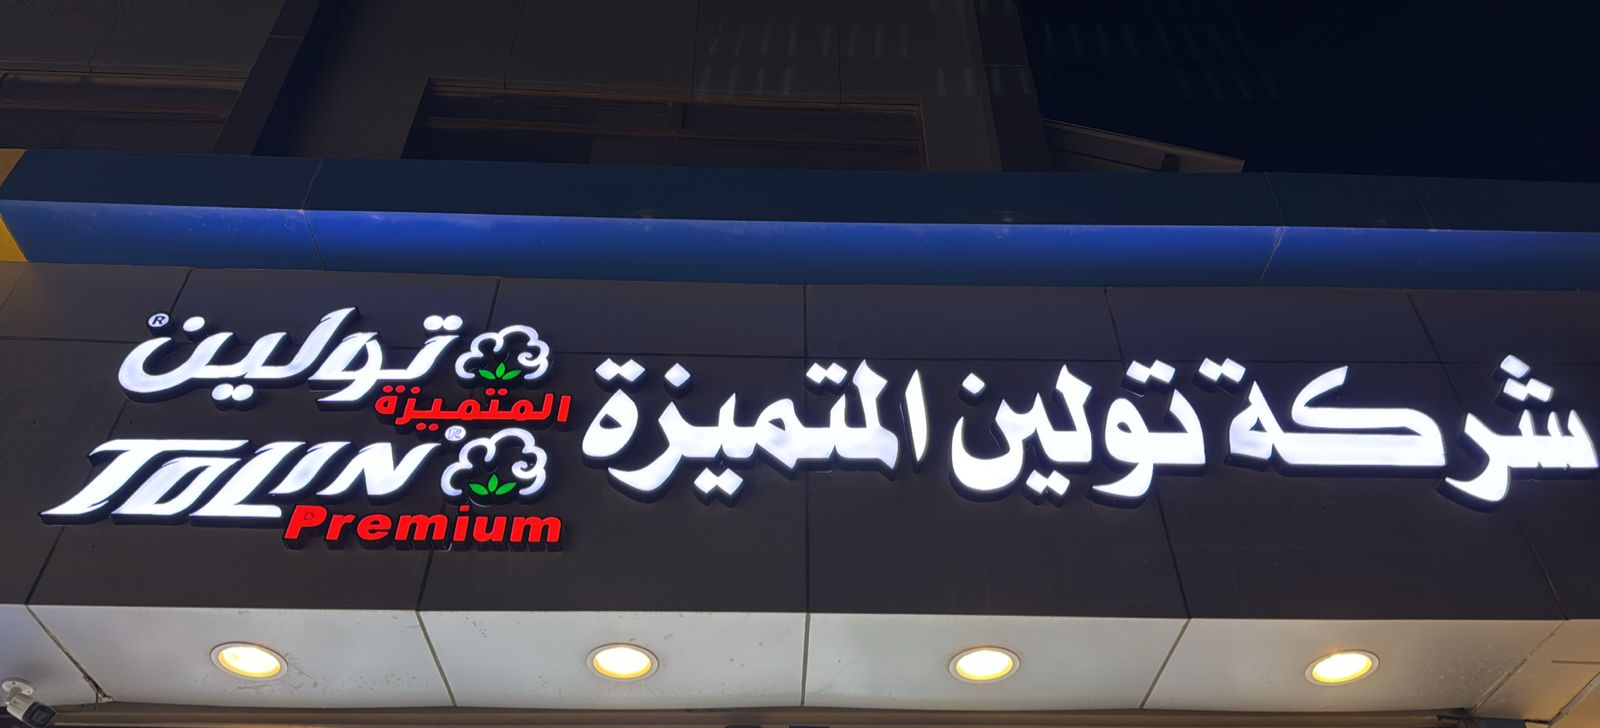 شركة تولين المتميزة
تولين ®
المتميزة
TOLIN ®
Premium